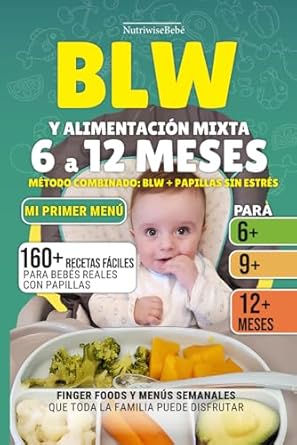 NutriwiseBebé
BLW
Y ALIMENTACIÓN MIXTA
6 a 12 MESES
MÉTODO COMBINADO: BLW + PAPILLAS SIN ESTRÉS
MI PRIMER MENÚ
160+ RECETAS FÁCILES
PARA BEBÉS REALES
CON PAPILLAS
PARA
6+
9+
12+
MESES
FINGER FOODS Y MENÚS SEMANALES
QUE TODA LA FAMILIA PUEDE DISFRUTAR